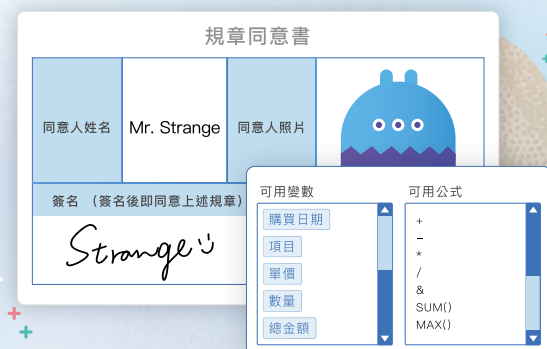 規章同意書
同意人姓名
Mr. Strange
同意人照片
簽名 （簽名後即同意上述規章）
Strange
可用變數
購買日期
項目
單價
數量
總金額
可用公式
+
–
*
/
&
SUM()
MAX()